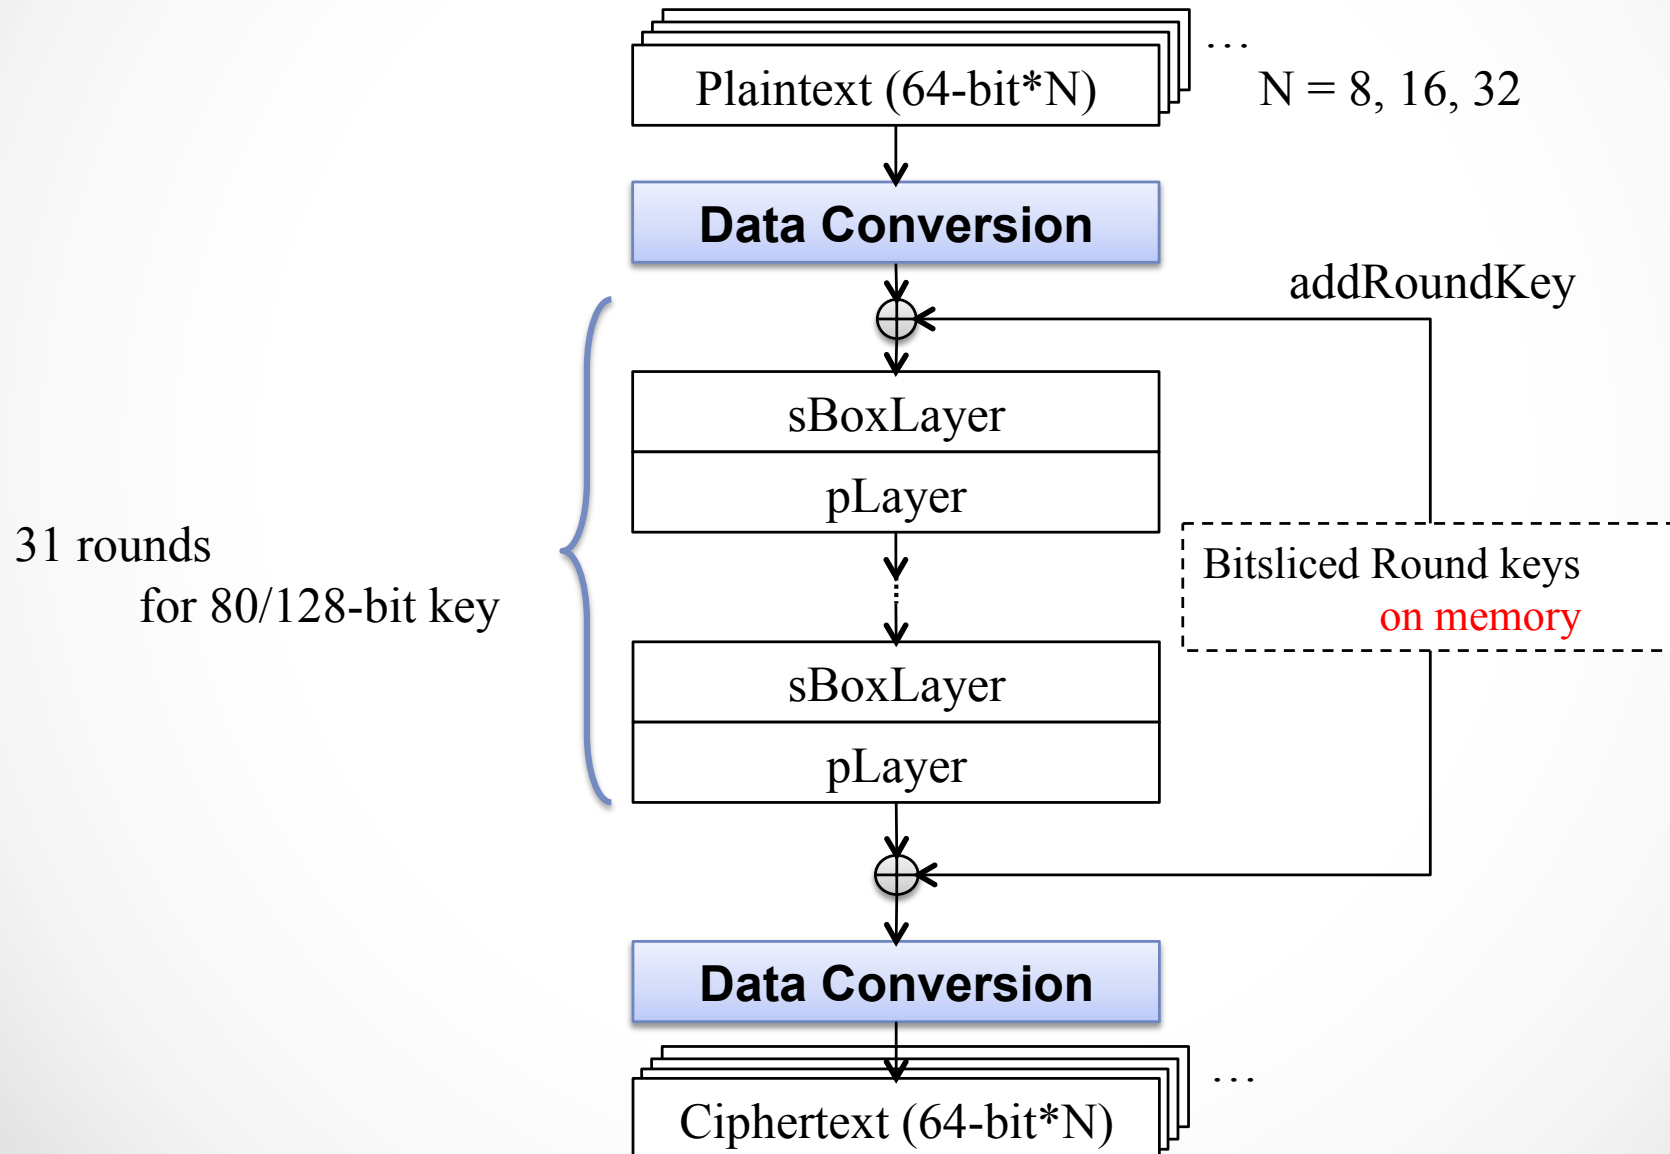 …
Plaintext (64-bit*N)
N = 8, 16, 32
Data Conversion
addRoundKey
sBoxLayer
pLayer
31 rounds
for 80/128-bit key
Bitsliced Round keys
on memory
sBoxLayer
pLayer
Data Conversion
…
Ciphertext (64-bit*N)